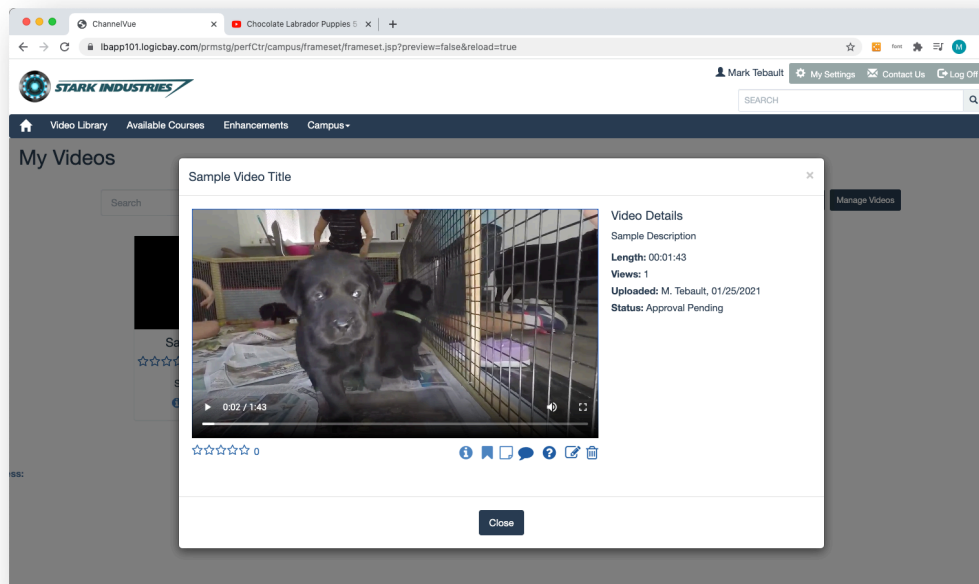 ChannelVue
Chocolate Labrador Puppies 5
lbapp101.logicbay.com/prmstg/perfCtr/campus/frameset/frameset.jsp?preview=false&reload=true
font
M
STARK INDUSTRIES
Mark Tebault
My Settings
Contact Us
Log Off
SEARCH
Video Library
Available Courses
Enhancements
Campus
My Videos
Search
Manage Videos
Sample Video Title
×
Video Details
Sample Description
Length: 00:01:43
Views: 1
Uploaded: M. Tebault, 01/25/2021
Status: Approval Pending
Sa
S
0:02 / 1:43
0
ess:
Close